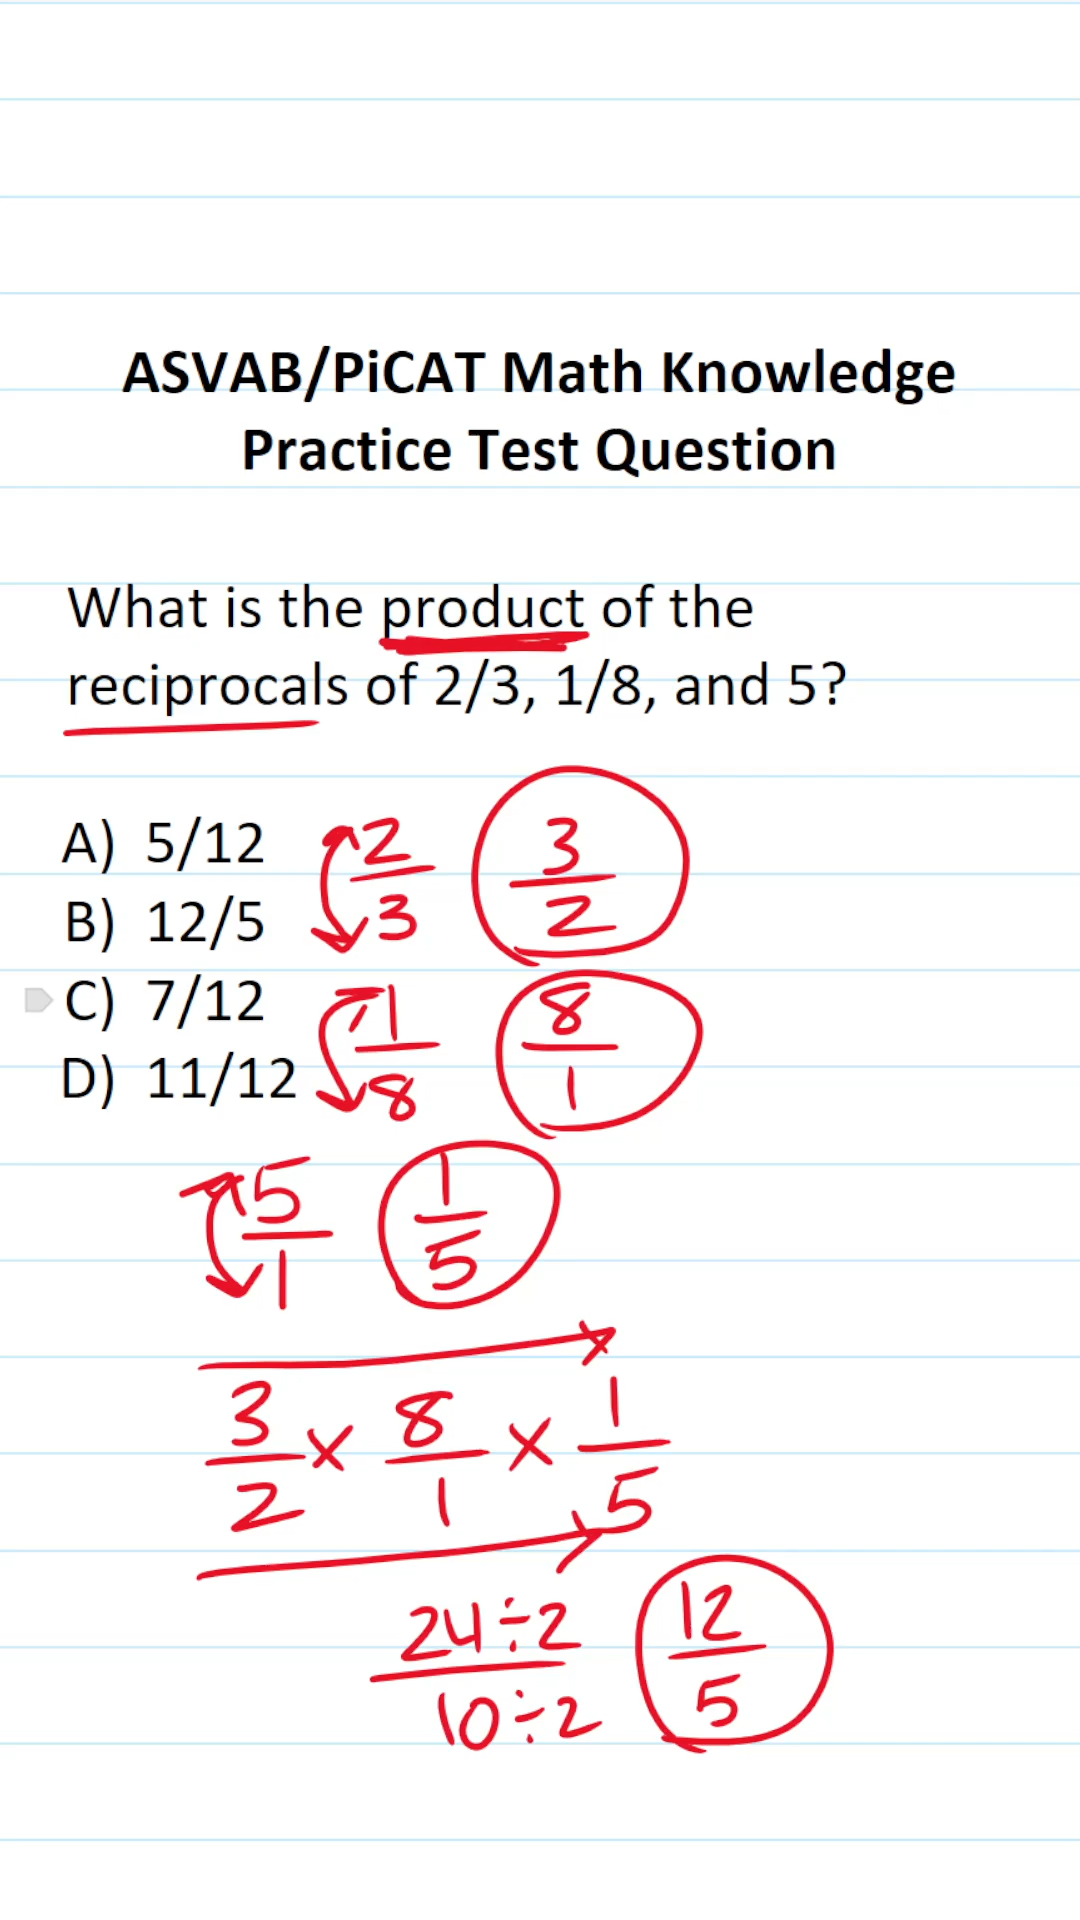 ASVAB/PiCAT Math Knowledge
Practice Test Question
What is the product of the
reciprocals of 2/3, 1/8, and 5?
A) 5/12
B) 12/5
C) 7/12
D) 11/12
2/3 3/2
1/8 8/1
5/1 1/5
3/2 × 8/1 × 1/5
24÷2/10÷2 12/5